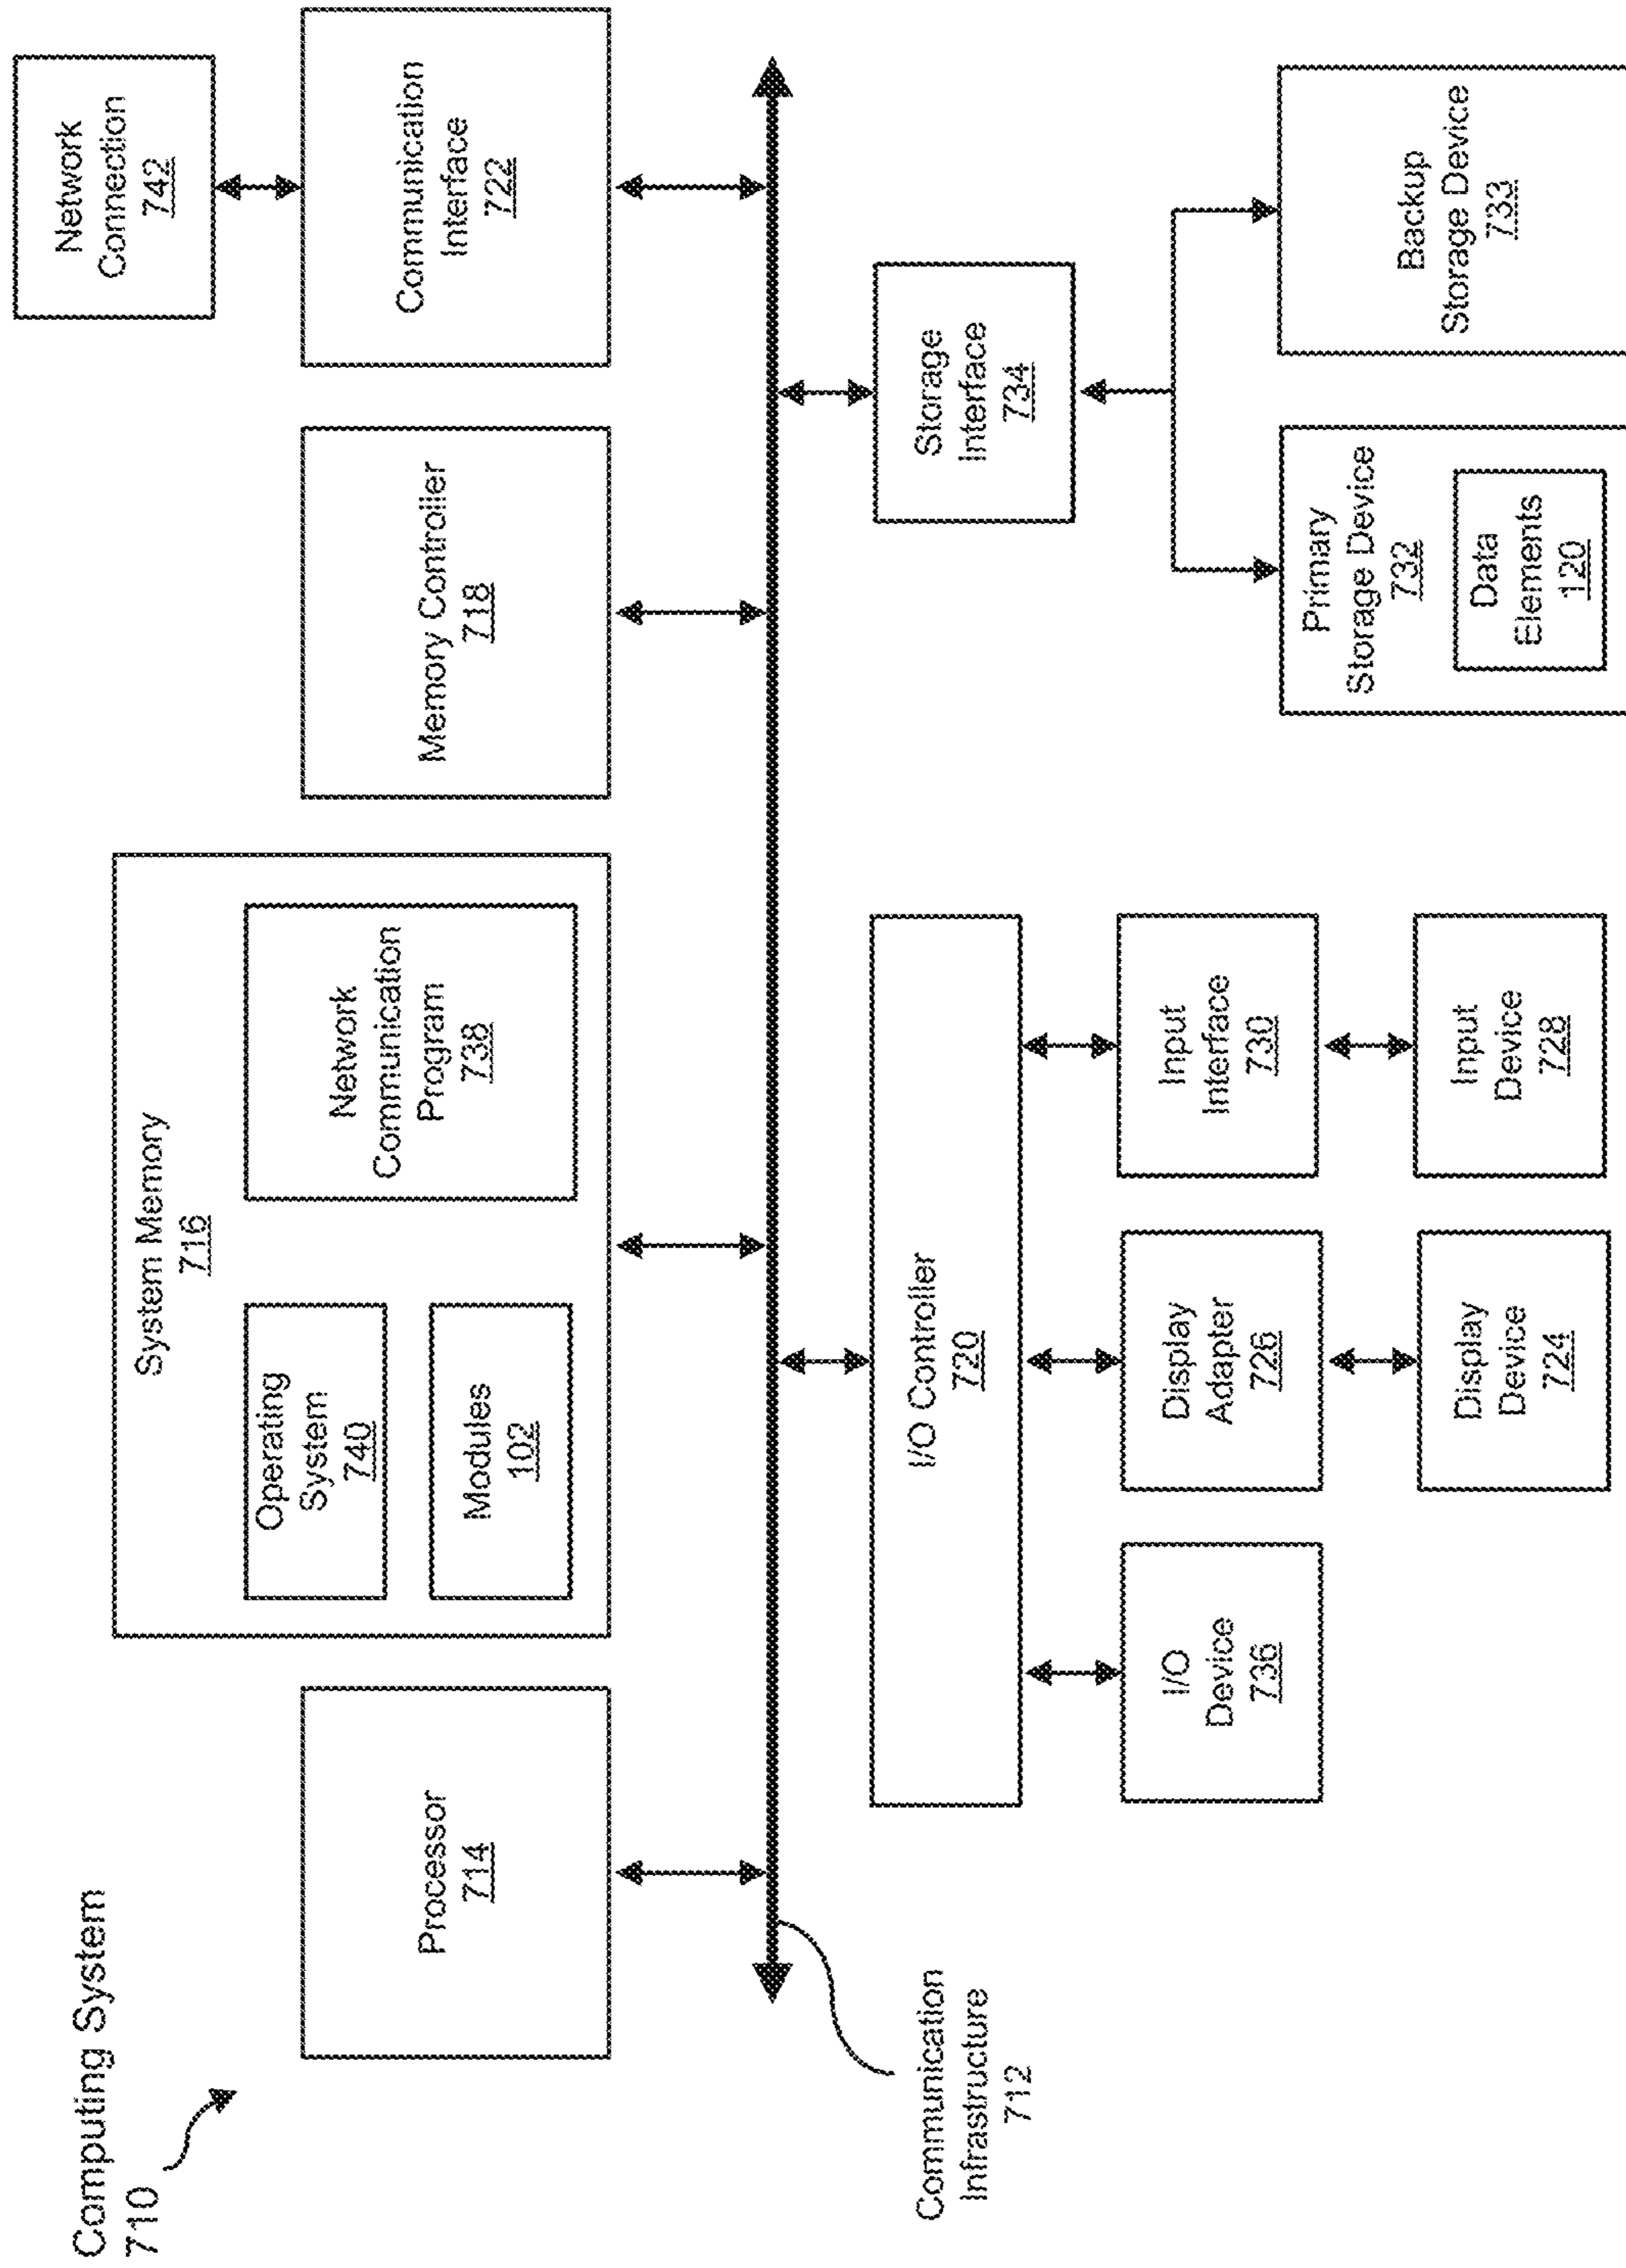 Computing System
710
Processor
714
System Memory
716
Operating
System
740
Modules
102
Network
Communication
Program
738
Memory Controller
718
Communication
Interface
722
Network
Connection
742
Communication
Infrastructure
712
I/O Controller
720
I/O
Device
736
Display
Adapter
726
Input
Interface
730
Display
Device
724
Input
Device
728
Storage
Interface
734
Primary
Storage Device
732
Data
Elements
120
Backup
Storage Device
733